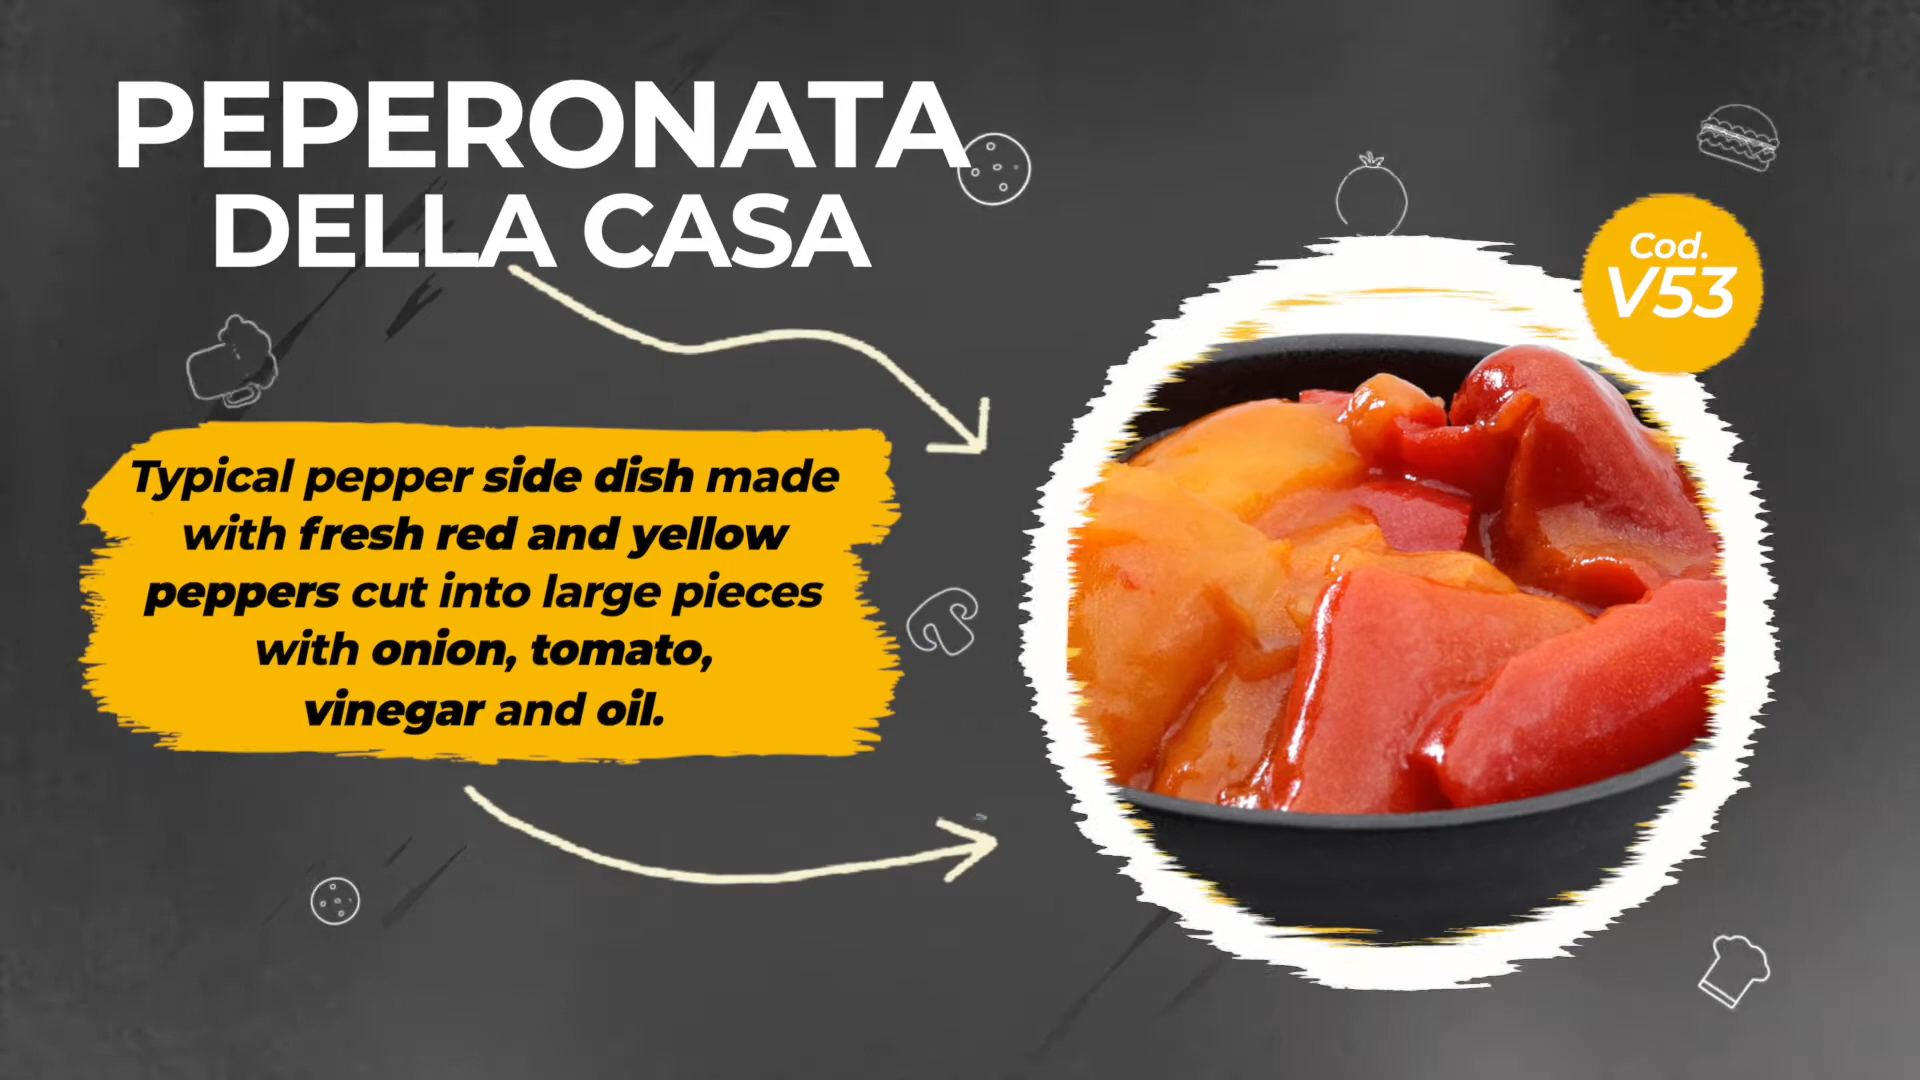 PEPERONATA
DELLA CASA
Cod.
V53
Typical pepper side dish made
with fresh red and yellow
peppers cut into large pieces
with onion, tomato,
vinegar and oil.